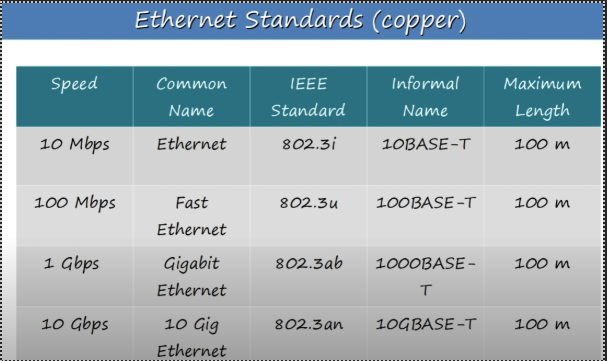 Ethernet Standards (copper)
Speed Common Name IEEE Standard Informal Name Maximum Length
10 Mbps Ethernet 802.3i 10BASE-T 100 m
100 Mbps Fast Ethernet 802.3u 100BASE-T 100 m
1 Gbps Gigabit Ethernet 802.3ab 1000BASE-T 100 m
10 Gbps 10 Gig Ethernet 802.3an 10GBASE-T 100 m